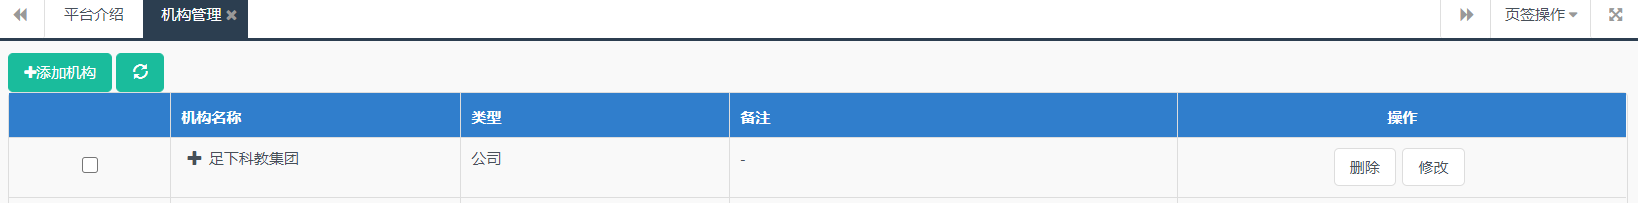 平台介绍 机构管理 页签操作
添加机构
机构名称 类型 备注 操作
足下科教集团 公司 - 删除 修改